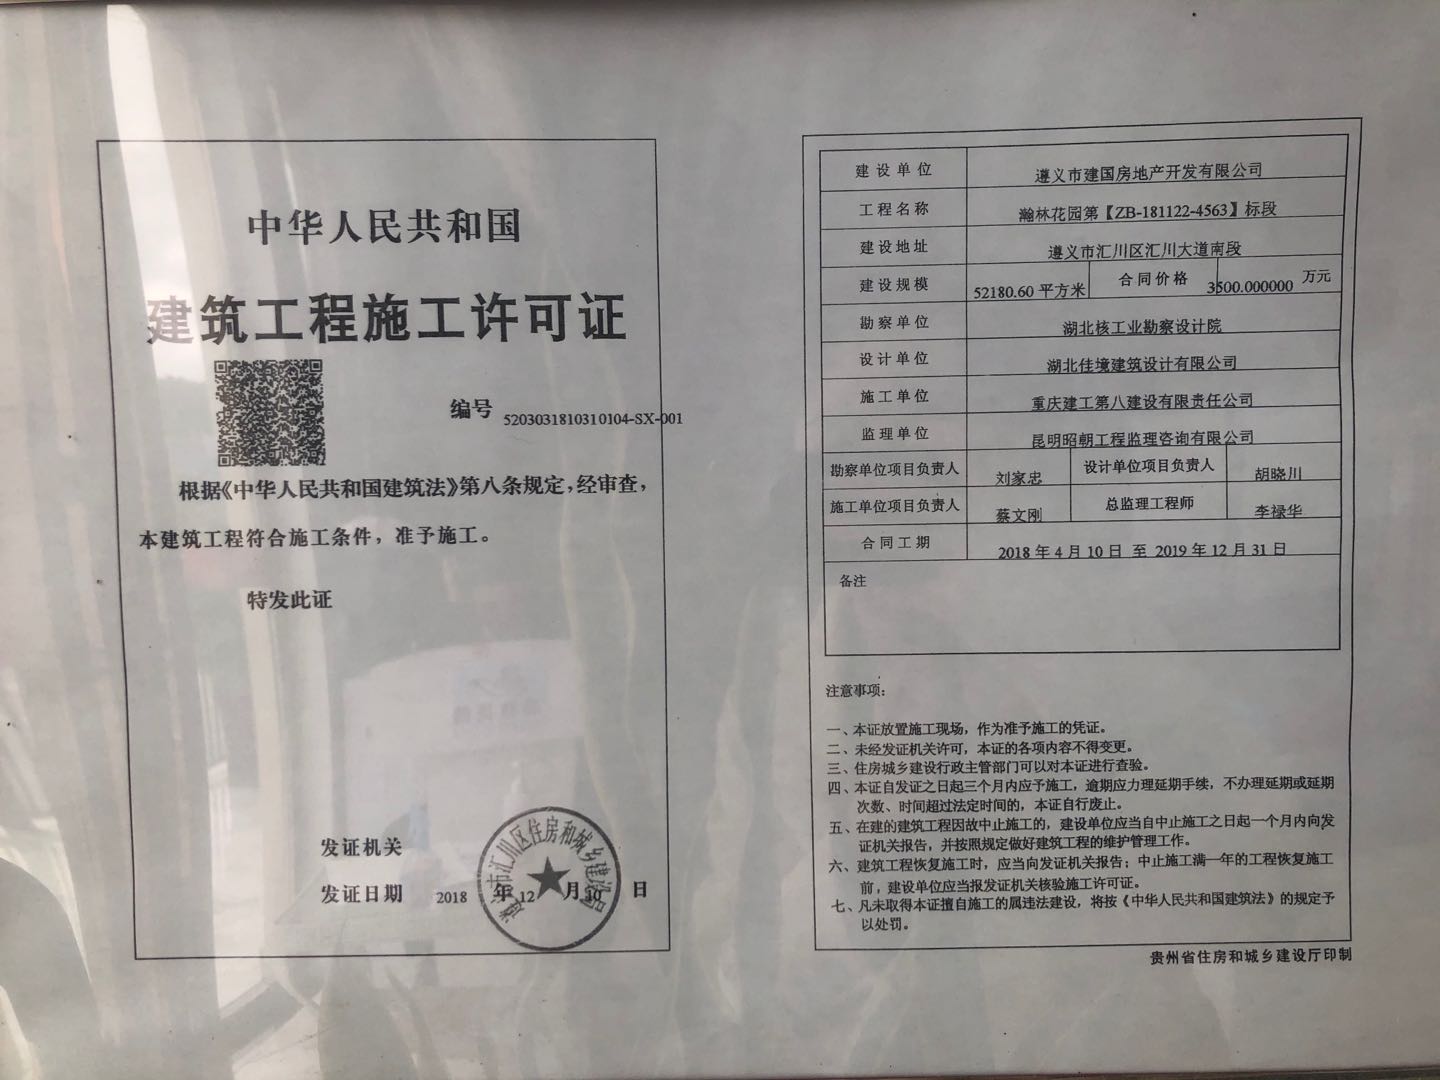 中华人民共和国
建筑工程施工许可证
编号 5203031810310104-SX-001
根据《中华人民共和国建筑法》第八条规定，经审查，
本建筑工程符合施工条件，准予施工。
特发此证
发证机关
发证日期 2018 年 12 月 10 日
遵义市汇川区住房和城乡建设局
建设单位 遵义市建国房地产开发有限公司
工程名称 瀚林花园第【ZB-181122-4563】标段
建设地址 遵义市汇川区汇川大道南段
建设规模 52180.60 平方米 合同价格 3500.000000 万元
勘察单位 湖北核工业勘察设计院
设计单位 湖北佳境建筑设计有限公司
施工单位 重庆建工第八建设有限责任公司
监理单位 昆明昭朝工程监理咨询有限公司
勘察单位项目负责人 刘家忠 设计单位项目负责人 胡晓川
施工单位项目负责人 蔡文刚 总监理工程师 李禄华
合同工期 2018 年 4 月 10 日 至 2019 年 12 月 31 日
备注
注意事项：
一、本证放置施工现场，作为准予施工的凭证。
二、未经发证机关许可，本证的各项内容不得变更。
三、住房城乡建设行政主管部门可以对本证进行查验。
四、本证自发证之日起三个月内应予施工，逾期应力理延期手续，不办理延期或延期
次数、时间超过法定时间的，本证自行废止。
五、在建的建筑工程因故中止施工的，建设单位应当自中止施工之日起一个月内向发
证机关报告，并按照规定做好建筑工程的维护管理工作。
六、建筑工程恢复施工时，应当向发证机关报告；中止施工满一年的工程恢复施工
前，建设单位应当报发证机关核验施工许可证。
七、凡未取得本证擅自施工的属违法建设，将按《中华人民共和国建筑法》的规定予
以处罚。
贵州省住房和城乡建设厅印制